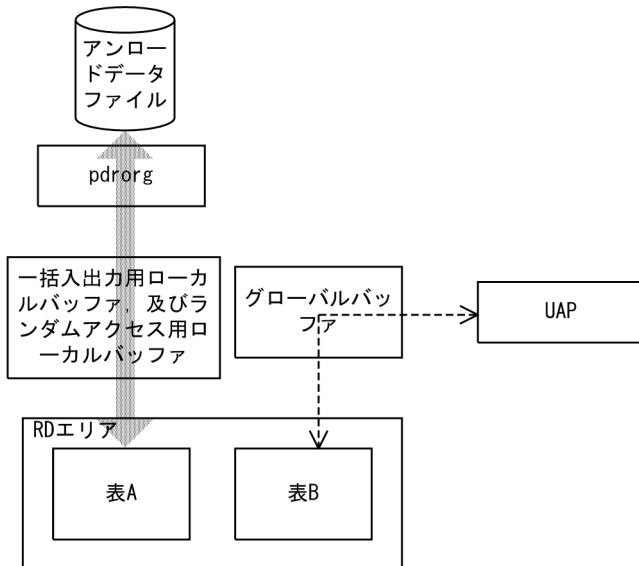 アンロー
ドデータ
ファイル
pdrorg
一括入出力用ローカ
ルバッファ，及びラ
ンダムアクセス用ロ
ーカルバッファ
グローバルバッ
ファ
UAP
RDエリア
表A
表B